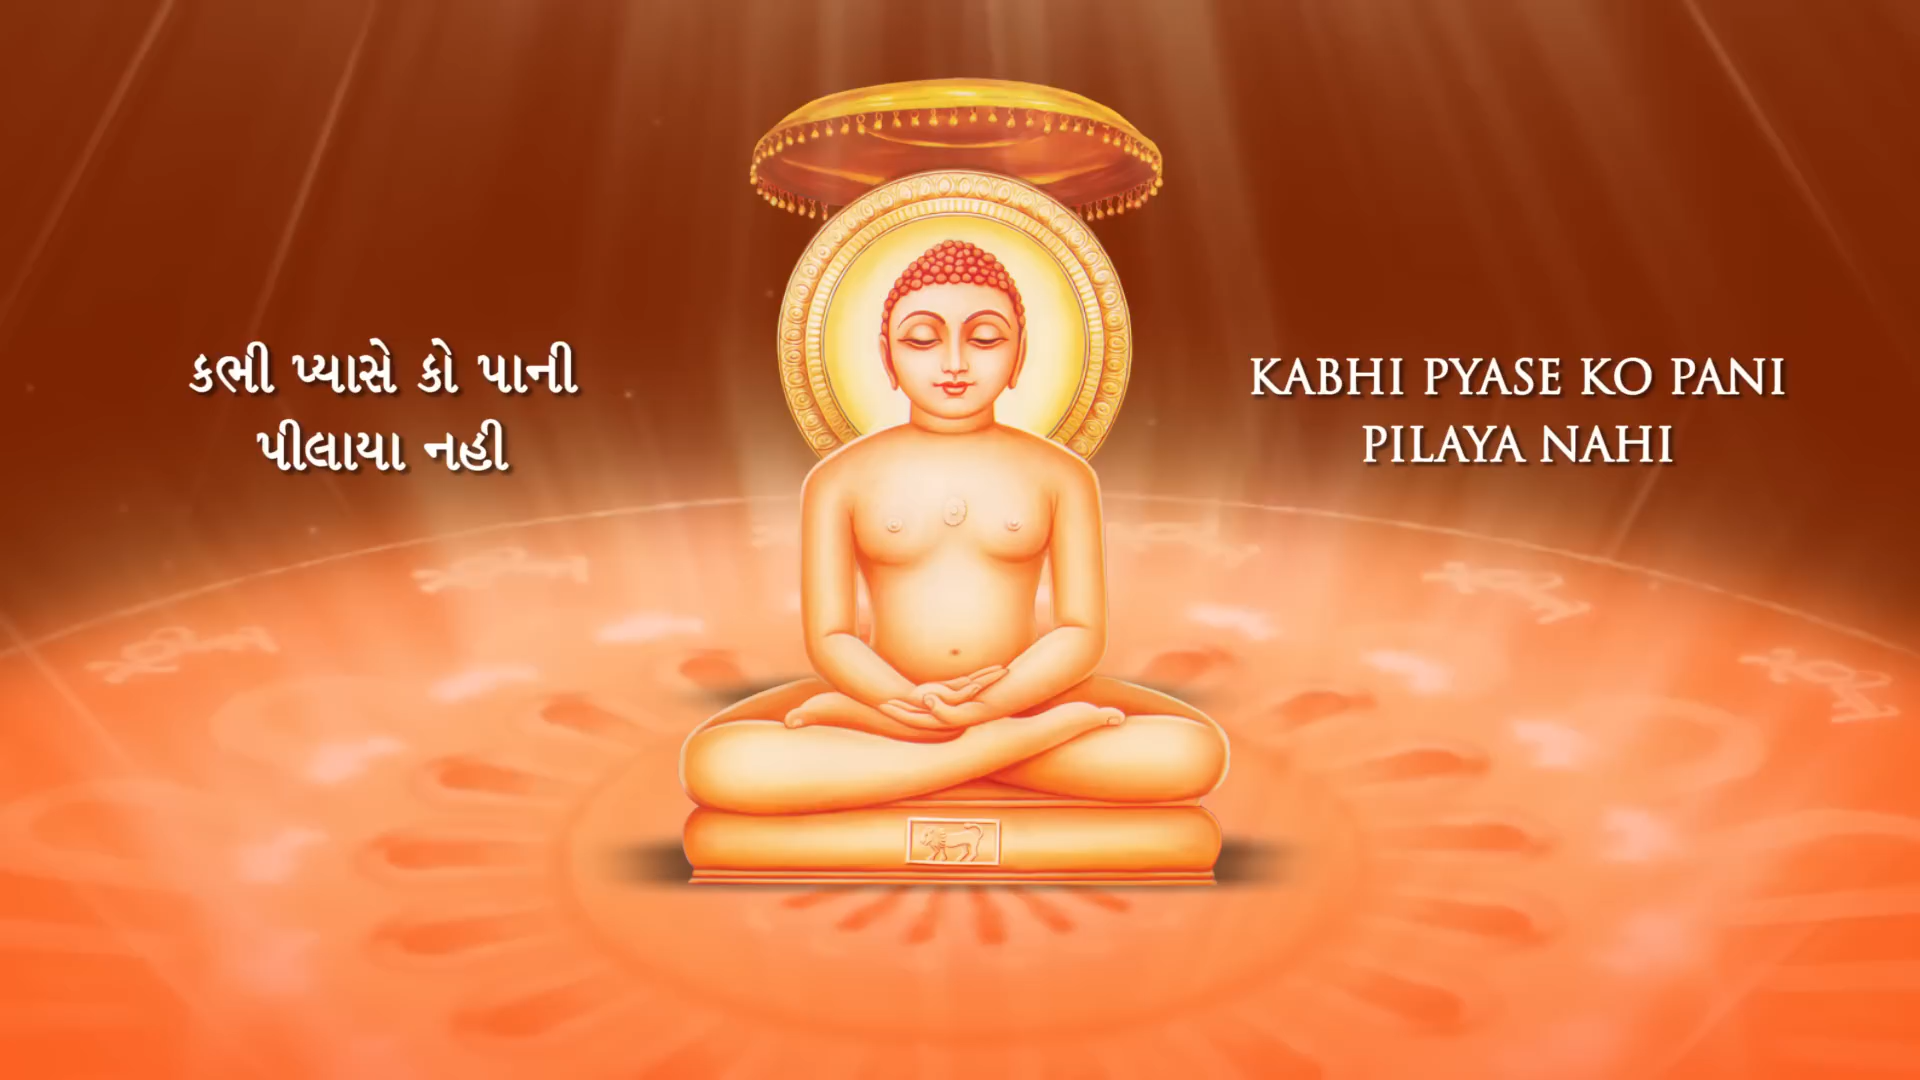 કભી પ્યાસે કો પાની
પીલાયા નહી
KABHI PYASE KO PANI
PILAYA NAHI